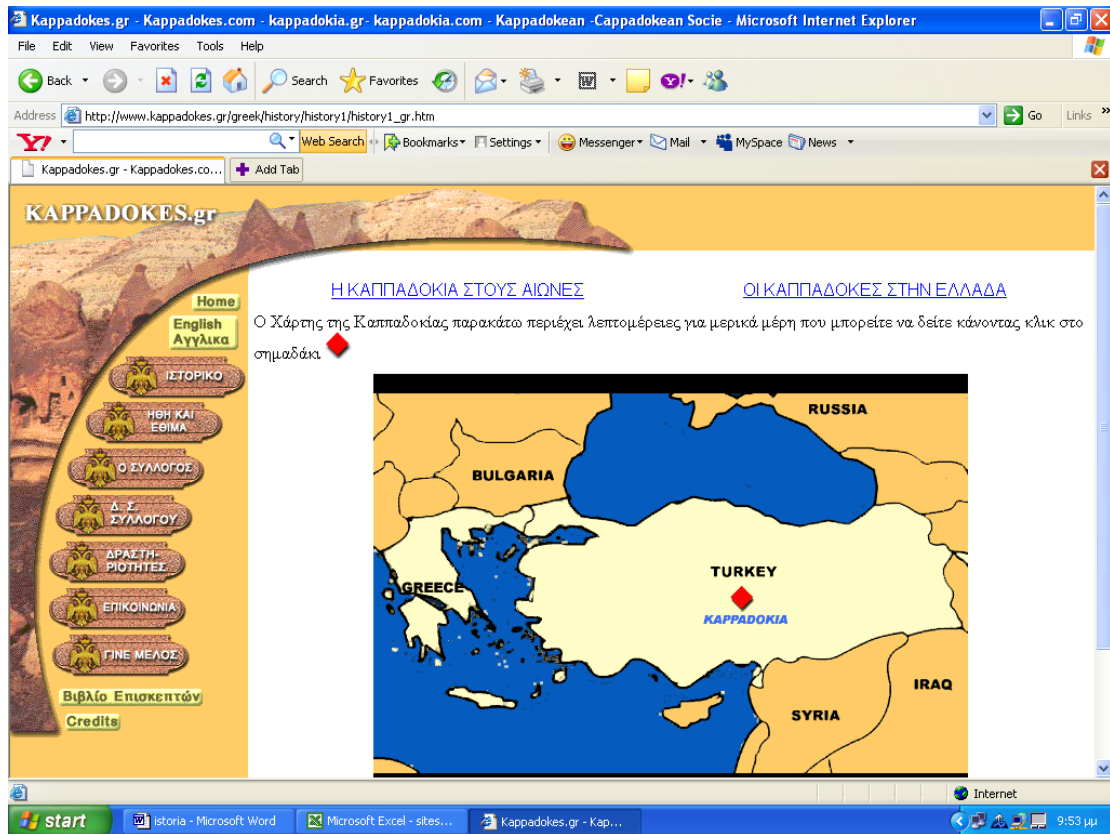 Kappadokes.gr - Kappadokes.com - kappadokia.gr- kappadokia.com - Kappadokean -Cappadokean Socie - Microsoft Internet Explorer
File Edit View Favorites Tools Help
Back Search Favorites
Address http://www.kappadokes.gr/greek/history/history1/history1_gr.htm Go Links »
Y! Web Search Bookmarks Settings Messenger Mail MySpace News
Kappadokes.gr - Kappadokes.co... Add Tab
KAPPADOKES.gr
Home
English
Αγγλικα
ΙΣΤΟΡΙΚΟ
ΗΘΗ ΚΑΙ
ΕΘΙΜΑ
Ο ΣΥΛΛΟΓΟΣ
Δ. Σ.
ΣΥΛΛΟΓΟΥ
ΔΡΑΣΤΗ-
ΡΙΟΤΗΤΕΣ
ΕΠΙΚΟΙΝΩΝΙΑ
ΓΙΝΕ ΜΕΛΟΣ
Βιβλίο Επισκεπτών
Credits
Η ΚΑΠΠΑΔΟΚΙΑ ΣΤΟΥΣ ΑΙΩΝΕΣ ΟΙ ΚΑΠΠΑΔΟΚΕΣ ΣΤΗΝ ΕΛΛΑΔΑ
Ο Χάρτης της Καππαδοκίας παρακάτω περιέχει λεπτομέρειες για μερικά μέρη που μπορείτε να δείτε κάνοντας κλικ στο
σημαδάκι
RUSSIA
BULGARIA
TURKEY
GREECE
KAPPADOKIA
IRAQ
SYRIA
Internet
start istoria - Microsoft Word Microsoft Excel - sites... Kappadokes.gr - Kap... 9:53 μμ